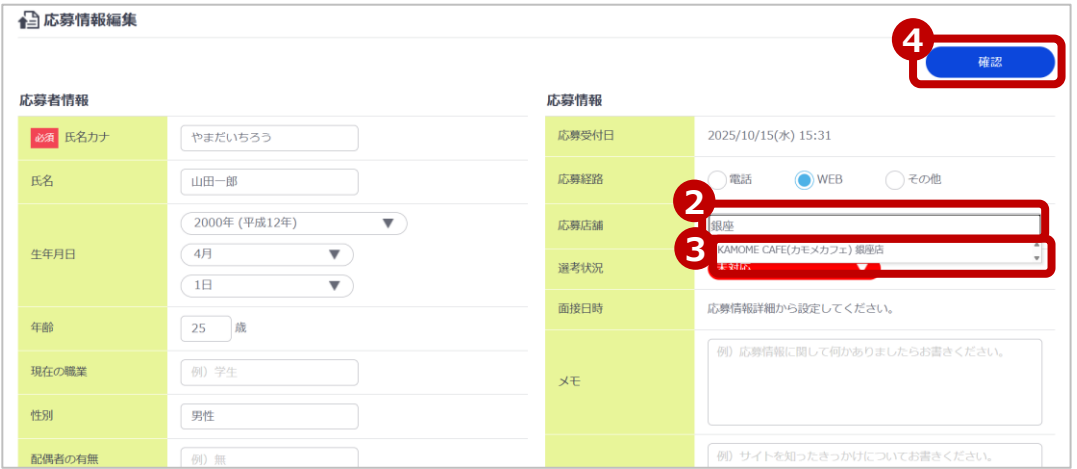 応募情報編集
4
確認
応募者情報
必須 氏名カナ
やまだいちろう
氏名
山田一郎
生年月日
2000年 (平成12年)
▼
4月
▼
1日
▼
年齢
25 歳
現在の職業
例）学生
性別
男性
配偶者の有無
例）無
応募情報
応募受付日
2025/10/15(水) 15:31
応募経路
電話 WEB その他
2
応募店舗
銀座
3
KAMOME CAFE(カモメカフェ) 銀座店
選考状況
未対応
▼
面接日時
応募情報詳細から設定してください。
メモ
例）応募情報に関して何かありましたらお書きください。
例）サイトを知ったきっかけについてお書きください。